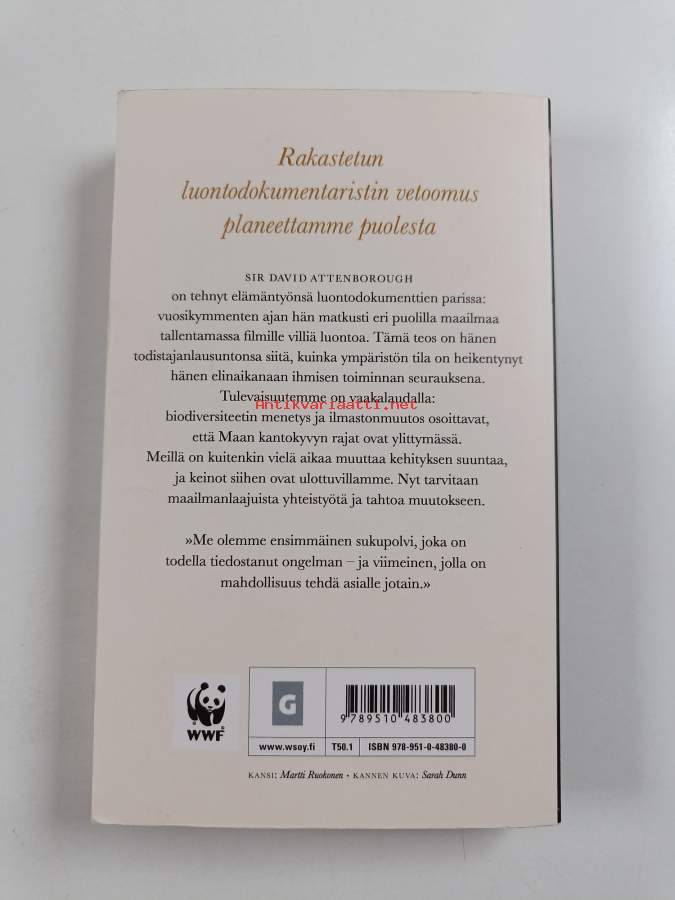 Rakastetun
luontodokumentaristin vetoomus
planeettamme puolesta
SIR DAVID ATTENBOROUGH
on tehnyt elämäntyönsä luontodokumenttien parissa:
vuosikymmenten ajan hän matkusti eri puolilla maailmaa
tallentamassa filmille villiä luontoa. Tämä teos on hänen
todistajanlausuntonsa siitä, kuinka ympäristön tila on heikentynyt
hänen elinaikanaan ihmisen toiminnan seurauksena.
Tulevaisuutemme on vaakalaudalla:
Antikvariaatti.net
biodiversiteetin menetys ja ilmastonmuutos osoittavat,
että Maan kantokyvyn rajat ovat ylittymässä.
Meillä on kuitenkin vielä aikaa muuttaa kehityksen suuntaa,
ja keinot siihen ovat ulottuvillamme. Nyt tarvitaan
maailmanlaajuista yhteistyötä ja tahtoa muutokseen.
»Me olemme ensimmäinen sukupolvi, joka on
todella tiedostanut ongelman – ja viimeinen, jolla on
mahdollisuus tehdä asialle jotain.»
WWF
G
9 789510 483800
www.wsoy.fi T50.1 ISBN 978-951-0-48380-0
KANSI: Martti Ruokonen • KANNEN KUVA: Sarah Dunn